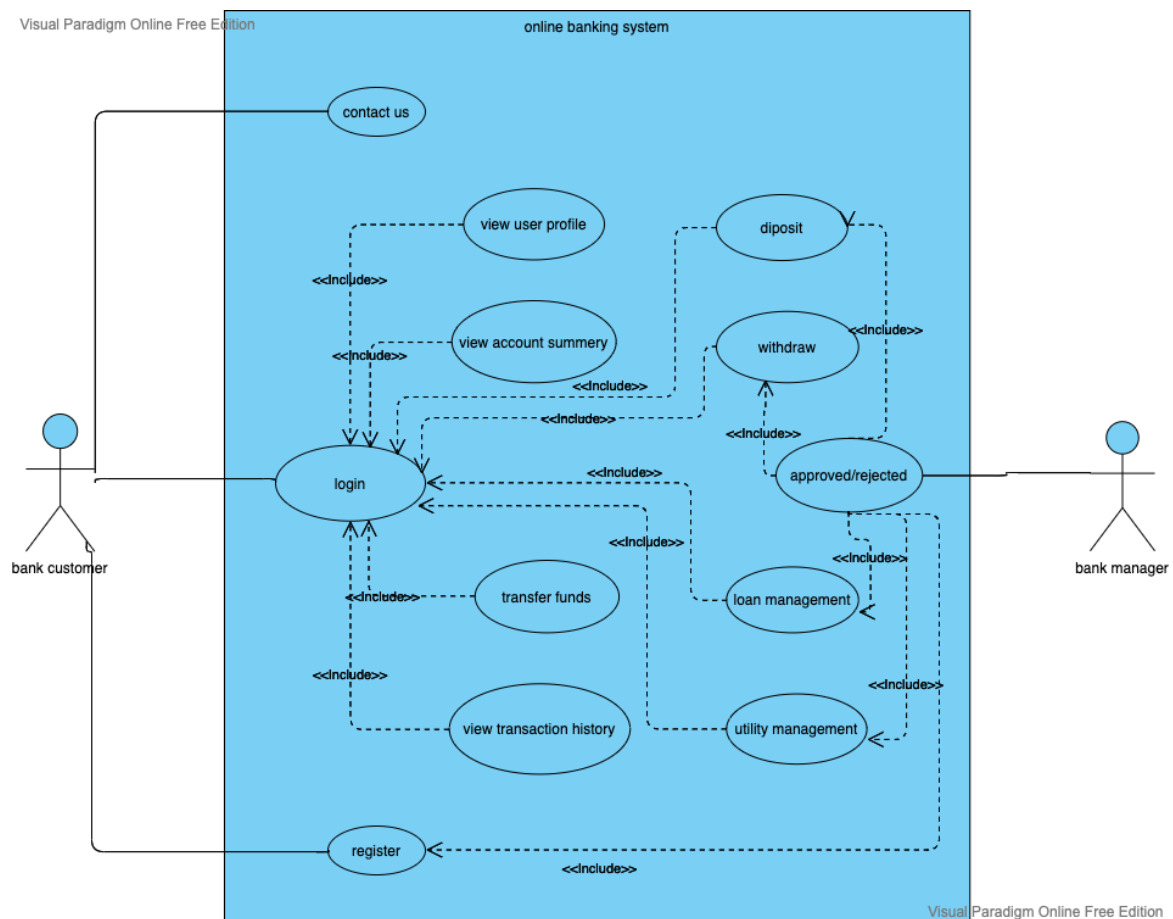 Visual Paradigm Online Free Edition
online banking system
contact us
view user profile
diposit
<<Include>>
<<Include>>
view account summery
withdraw
<<Include>>
<<Include>>
<<Include>>
<<Include>>
login
<<Include>>
approved/rejected
<<Include>>
<<Include>>
bank customer
bank manager
transfer funds
<<Include>>
loan management
<<Include>>
<<Include>>
view transaction history
utility management
register
<<Include>>
Visual Paradigm Online Free Edition